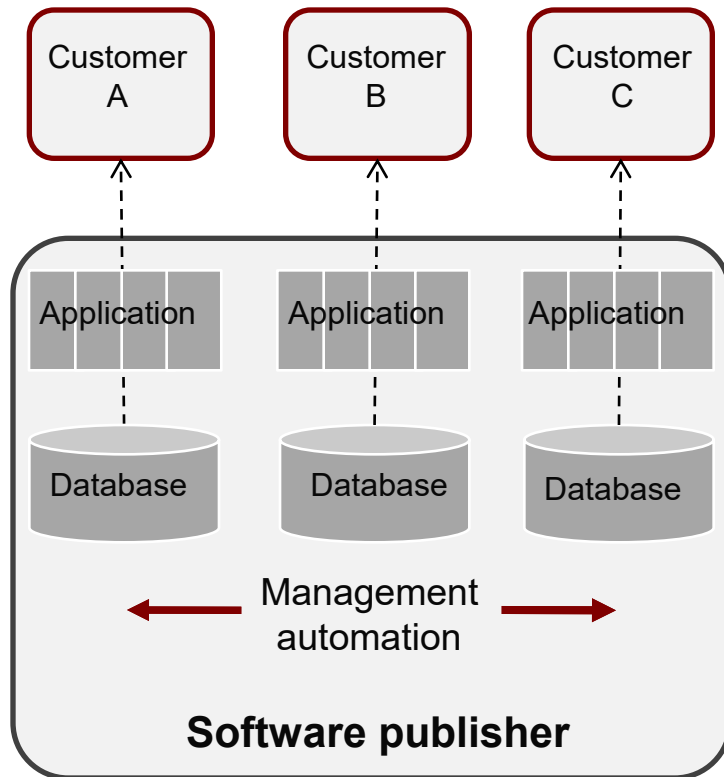 Customer
A
Customer
B
Customer
C
Application
Application
Application
Database
Database
Database
Management
automation
Software publisher